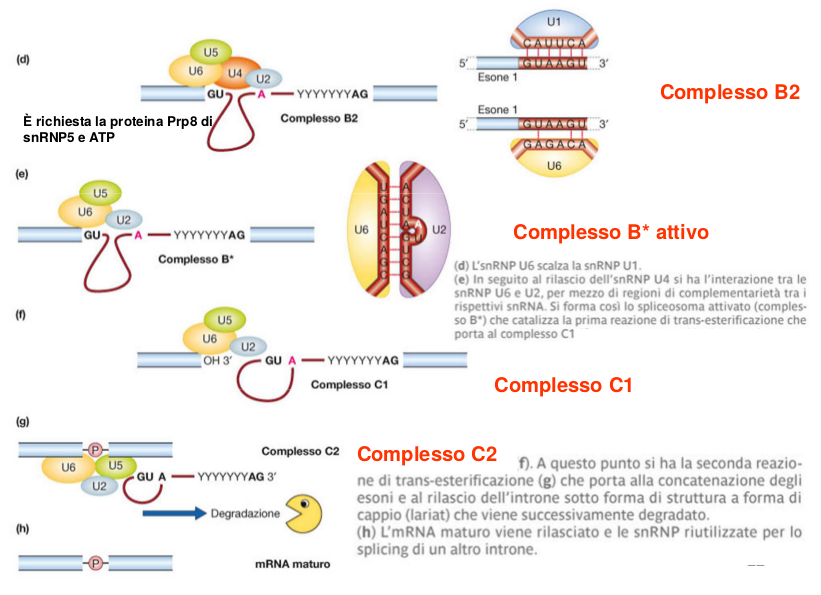 (d)
U5
U6
U4
U2
GU
A
YYYYYYYAG
Complesso B2
È richiesta la proteina Prp8 di
snRNP5 e ATP
U1
C A U U C A
5′
G U A A G U
3′
Esone 1
Esone 1
5′
G U A A G U
3′
G A G A C A
U6
Complesso B2
(e)
U5
U6
U2
GU
A
YYYYYYYAG
Complesso B*
U6
U2
Complesso B* attivo
(d) L'snRNP U6 scalza la snRNP U1.
(e) In seguito al rilascio dell'snRNP U4 si ha l'interazione tra le
snRNP U6 e U2, per mezzo di regioni di complementarietà tra i
rispettivi snRNA. Si forma così lo spliceosoma attivato (comples-
so B*) che catalizza la prima reazione di trans-esterificazione che
porta al complesso C1
(f)
U5
U6
U2
OH 3′
GU
A
YYYYYYYAG
Complesso C1
Complesso C1
(g)
P
U6
U5
U2
GU A
YYYYYYYAG 3′
Complesso C2
Degradazione
Complesso C2
f). A questo punto si ha la seconda reazio-
ne di trans-esterificazione (g) che porta alla concatenazione degli
esoni e al rilascio dell'introne sotto forma di struttura a forma di
cappio (lariat) che viene successivamente degradato.
(h) L'mRNA maturo viene rilasciato e le snRNP riutilizzate per lo
splicing di un altro introne.
(h)
P
mRNA maturo